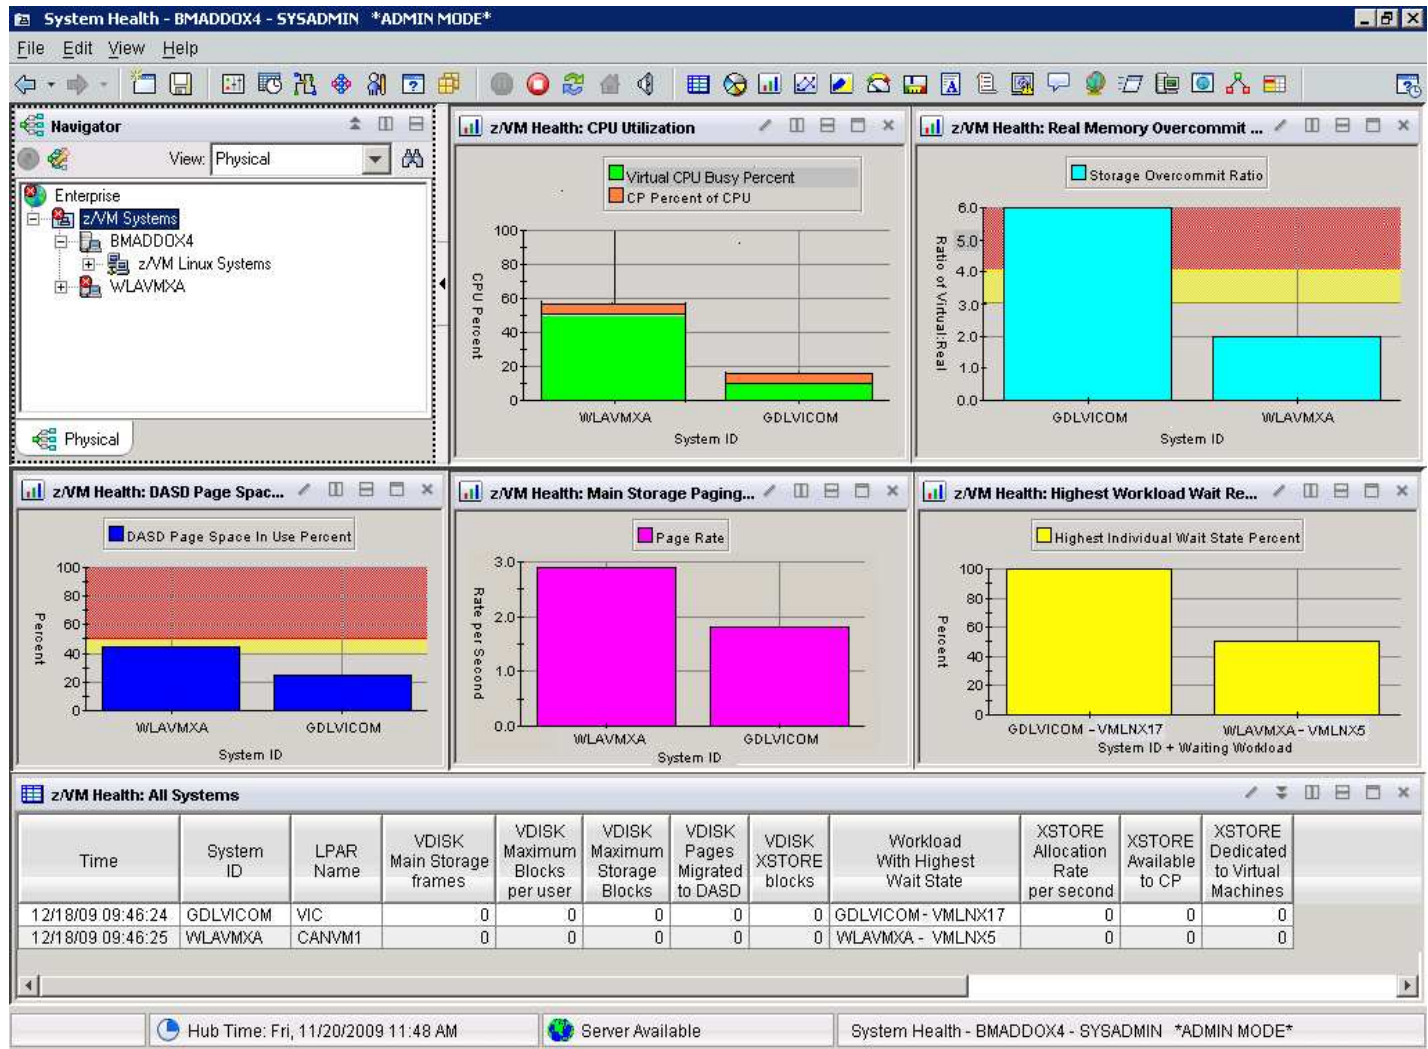 System Health - BMADDOX4 - SYSADMIN *ADMIN MODE*
File Edit View Help
Navigator
View: Physical
Enterprise
z/VM Systems
BMADDOX4
z/VM Linux Systems
WLAVMXA
Physical
z/VM Health: CPU Utilization
Virtual CPU Busy Percent
CP Percent of CPU
100
80
60
40
20
0
CPU Percent
WLAVMXA GDLVICOM
System ID
z/VM Health: Real Memory Overcommit ...
Storage Overcommit Ratio
6.0
5.0
4.0
3.0
2.0
1.0
0.0
Ratio of Virtual:Real
GDLVICOM WLAVMXA
System ID
z/VM Health: DASD Page Spac...
DASD Page Space In Use Percent
100
80
60
40
20
0
Percent
WLAVMXA GDLVICOM
System ID
z/VM Health: Main Storage Paging...
Page Rate
3.0
2.0
1.0
0.0
Rate per Second
WLAVMXA GDLVICOM
System ID
z/VM Health: Highest Workload Wait Re...
Highest Individual Wait State Percent
100
80
60
40
20
0
Percent
GDLVICOM - VMLNX17 WLAVMXA - VMLNX5
System ID + Waiting Workload
z/VM Health: All Systems
Time
System
ID
LPAR
Name
VDISK
Main Storage
frames
VDISK
Maximum
Blocks
per user
VDISK
Maximum
Storage
Blocks
VDISK
Pages
Migrated
to DASD
VDISK
XSTORE
blocks
Workload
With Highest
Wait State
XSTORE
Allocation
Rate
per second
XSTORE
Available
to CP
XSTORE
Dedicated
to Virtual
Machines
12/18/09 09:46:24 GDLVICOM VIC 0 0 0 0 0 GDLVICOM - VMLNX17 0 0 0
12/18/09 09:46:25 WLAVMXA CANVM1 0 0 0 0 0 WLAVMXA - VMLNX5 0 0 0
Hub Time: Fri, 11/20/2009 11:48 AM
Server Available
System Health - BMADDOX4 - SYSADMIN *ADMIN MODE*